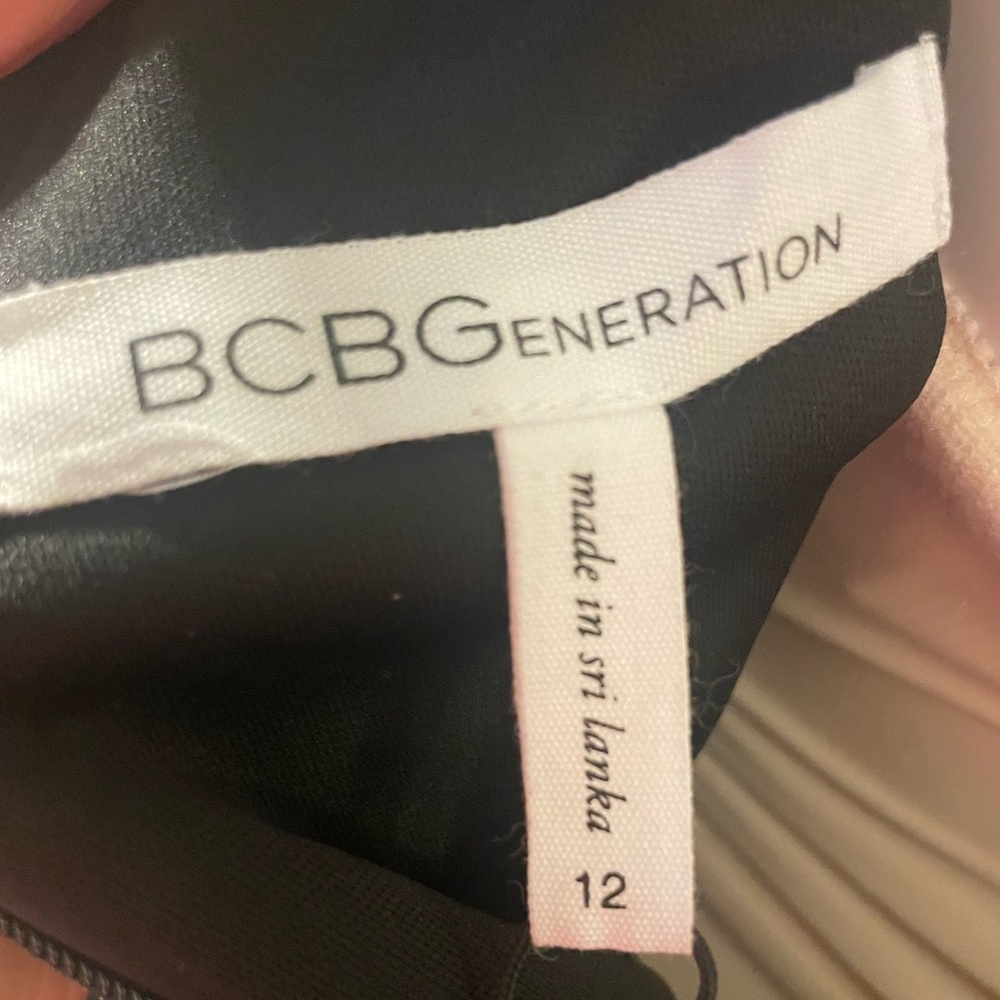 BCBGENERATION
made in sri lanka
12